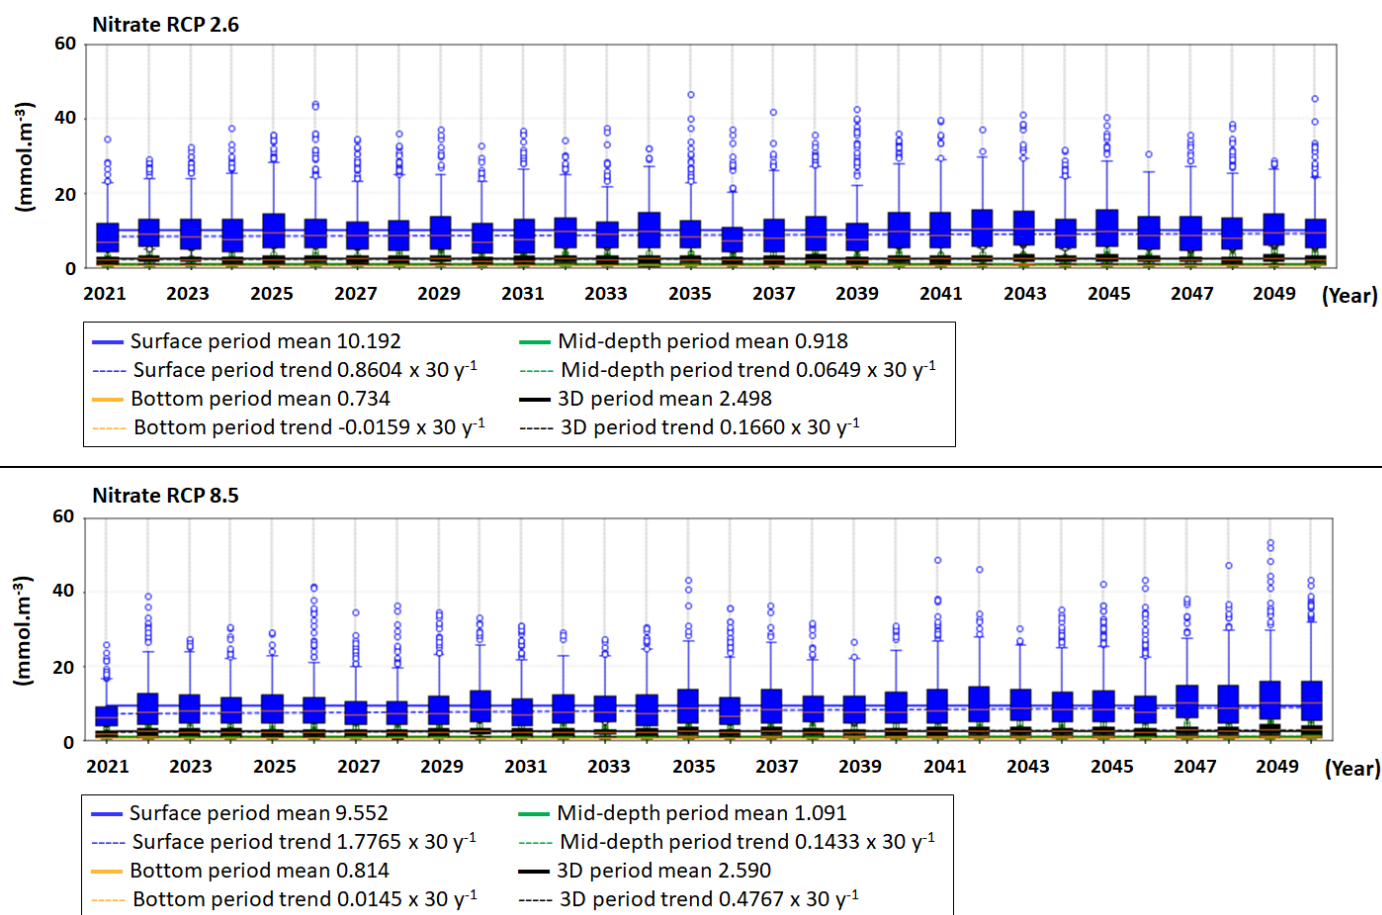 Nitrate RCP 2.6
60
40
20
0
(mmol.m⁻³)
2021 2023 2025 2027 2029 2031 2033 2035 2037 2039 2041 2043 2045 2047 2049 (Year)
Surface period mean 10.192 Mid-depth period mean 0.918
Surface period trend 0.8604 x 30 y⁻¹ Mid-depth period trend 0.0649 x 30 y⁻¹
Bottom period mean 0.734 3D period mean 2.498
Bottom period trend -0.0159 x 30 y⁻¹ 3D period trend 0.1660 x 30 y⁻¹
Nitrate RCP 8.5
60
40
20
0
(mmol.m⁻³)
2021 2023 2025 2027 2029 2031 2033 2035 2037 2039 2041 2043 2045 2047 2049 (Year)
Surface period mean 9.552 Mid-depth period mean 1.091
Surface period trend 1.7765 x 30 y⁻¹ Mid-depth period trend 0.1433 x 30 y⁻¹
Bottom period mean 0.814 3D period mean 2.590
Bottom period trend 0.0145 x 30 y⁻¹ 3D period trend 0.4767 x 30 y⁻¹